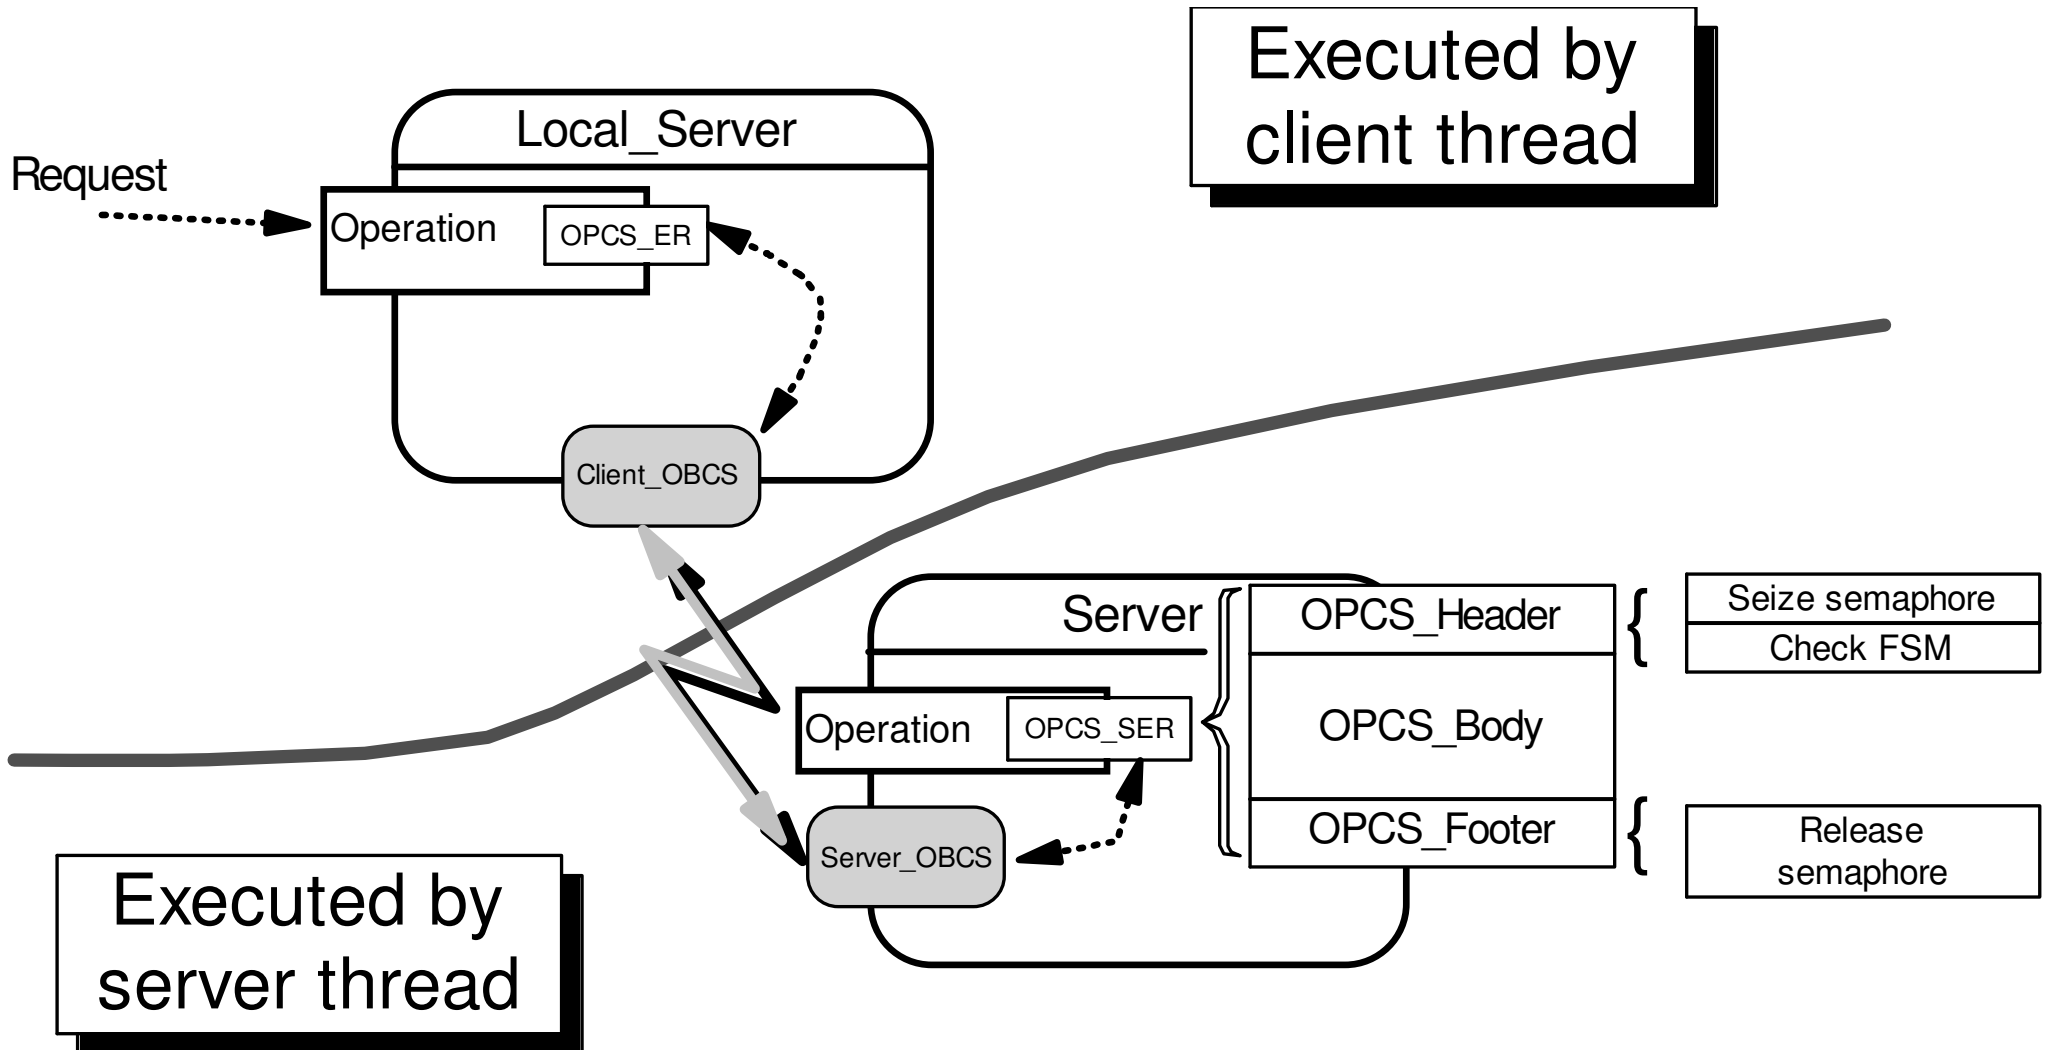 Executed by
client thread
Local_Server
Request
Operation
OPCS_ER
Client_OBCS
Server
OPCS_Header
Seize semaphore
Check FSM
Operation
OPCS_SER
OPCS_Body
Server_OBCS
OPCS_Footer
Release
semaphore
Executed by
server thread